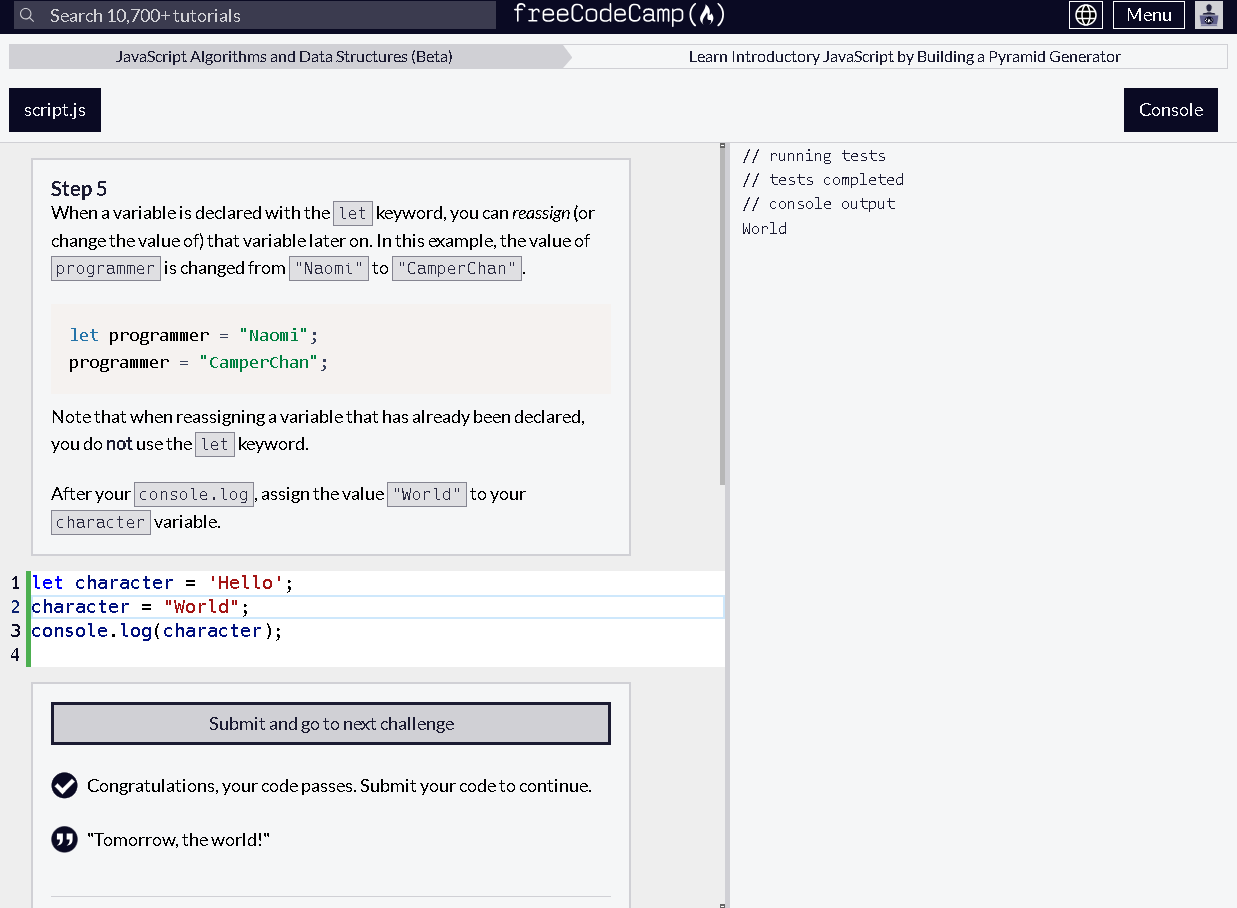 Search 10,700+ tutorials
freeCodeCamp
Menu
JavaScript Algorithms and Data Structures (Beta)
Learn Introductory JavaScript by Building a Pyramid Generator
script.js
Console
Step 5
When a variable is declared with the let keyword, you can reassign (or
change the value of) that variable later on. In this example, the value of
programmer is changed from "Naomi" to "CamperChan".
let programmer = "Naomi";
programmer = "CamperChan";
Note that when reassigning a variable that has already been declared,
you do not use the let keyword.
After your console.log, assign the value "World" to your
character variable.
1 let character = 'Hello';
2 character = "World";
3 console.log(character);
4
Submit and go to next challenge
Congratulations, your code passes. Submit your code to continue.
"Tomorrow, the world!"
// running tests
// tests completed
// console output
World